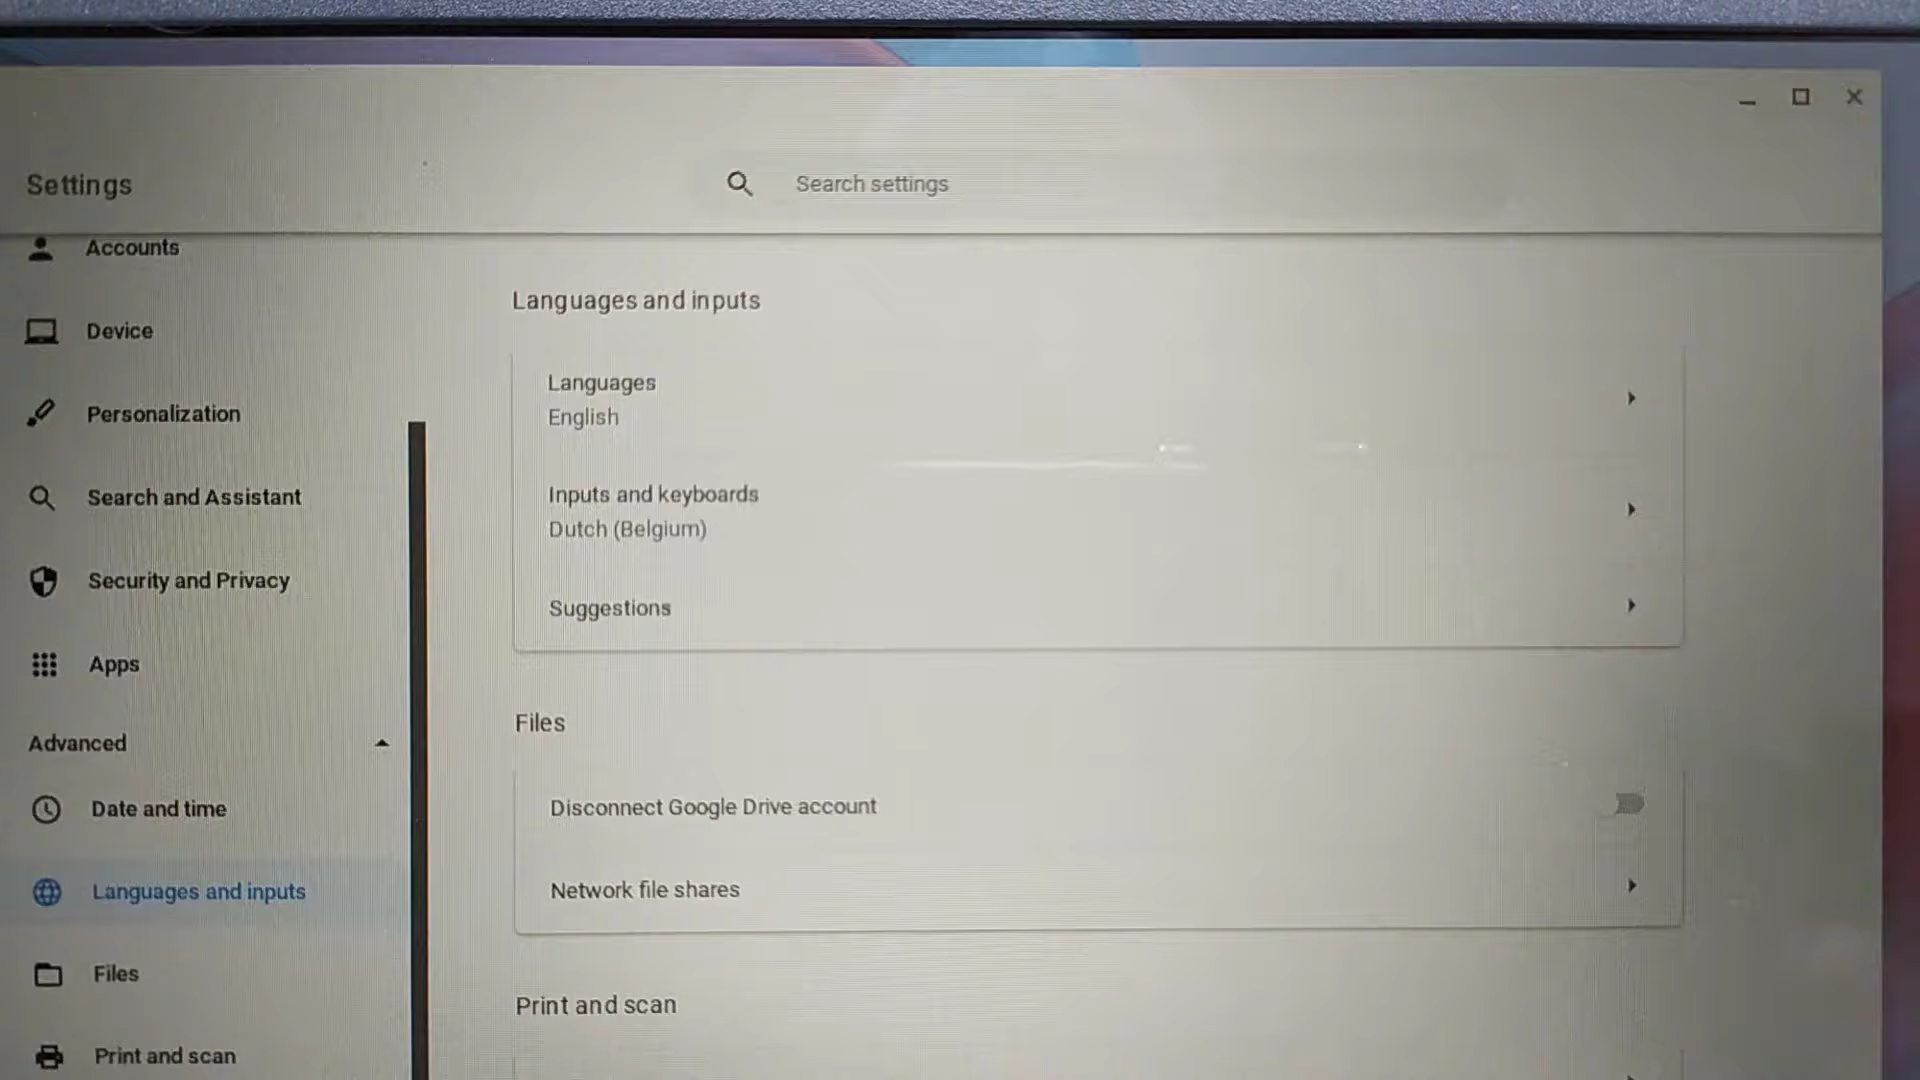 Settings
Search settings
Accounts
Device
Personalization
Search and Assistant
Security and Privacy
Apps
Advanced
Date and time
Languages and inputs
Files
Print and scan
Languages and inputs
Languages
English
Inputs and keyboards
Dutch (Belgium)
Suggestions
Files
Disconnect Google Drive account
Network file shares
Print and scan